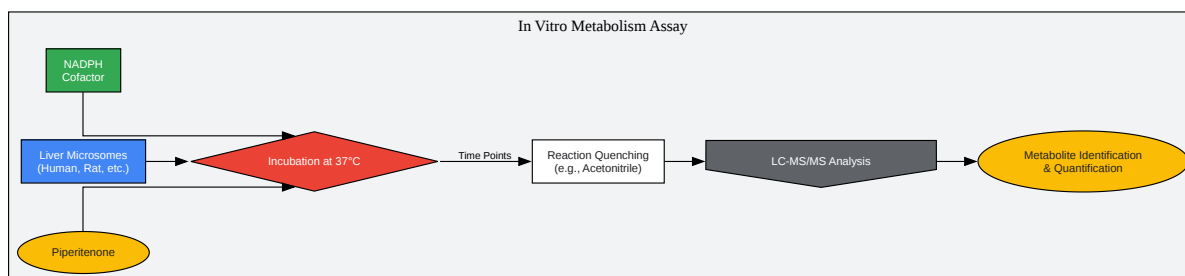 In Vitro Metabolism Assay
NADPH
Cofactor
Liver Microsomes
(Human, Rat, etc.)
Piperitenone
Incubation at 37°C
Time Points
Reaction Quenching
(e.g., Acetonitrile)
LC-MS/MS Analysis
Metabolite Identification
& Quantification